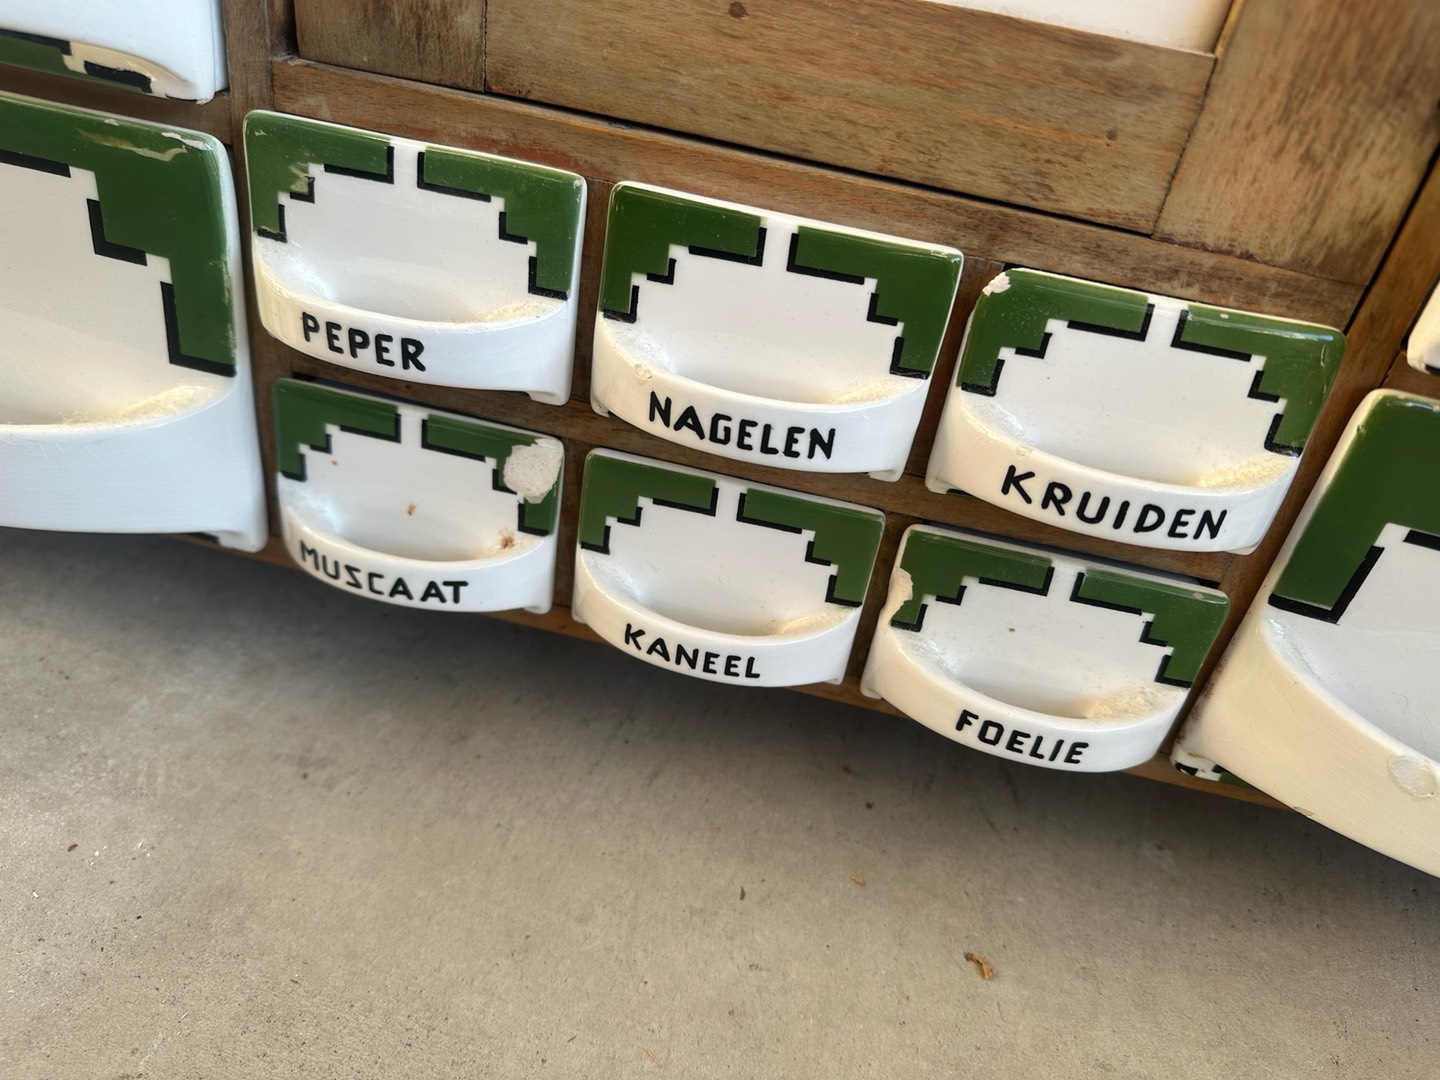 PEPER
NAGELEN
KRUIDEN
MUSCAAT
KANEEL
FOELIE